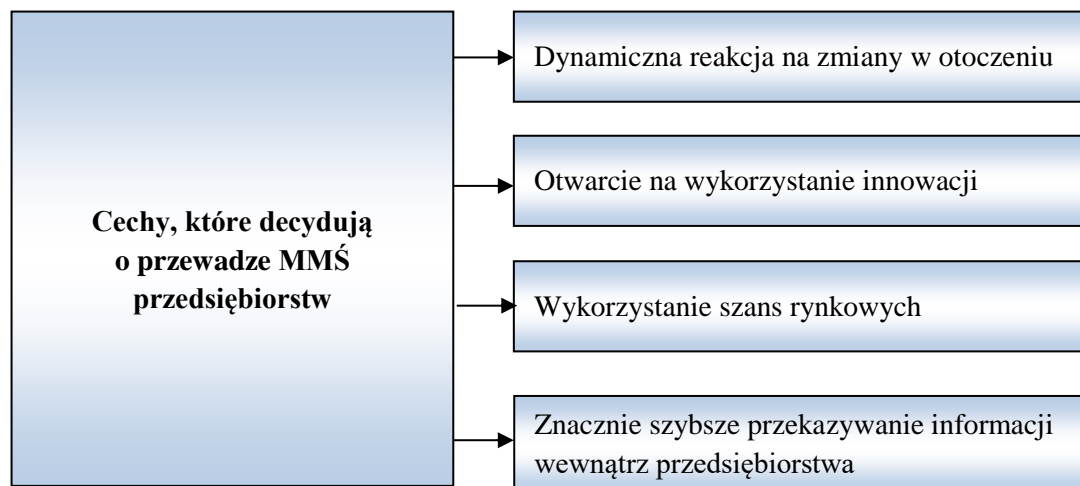 Cechy, które decydują
o przewadze MMŚ
przedsiębiorstw
Dynamiczna reakcja na zmiany w otoczeniu
Otwarcie na wykorzystanie innowacji
Wykorzystanie szans rynkowych
Znacznie szybsze przekazywanie informacji
wewnątrz przedsiębiorstwa